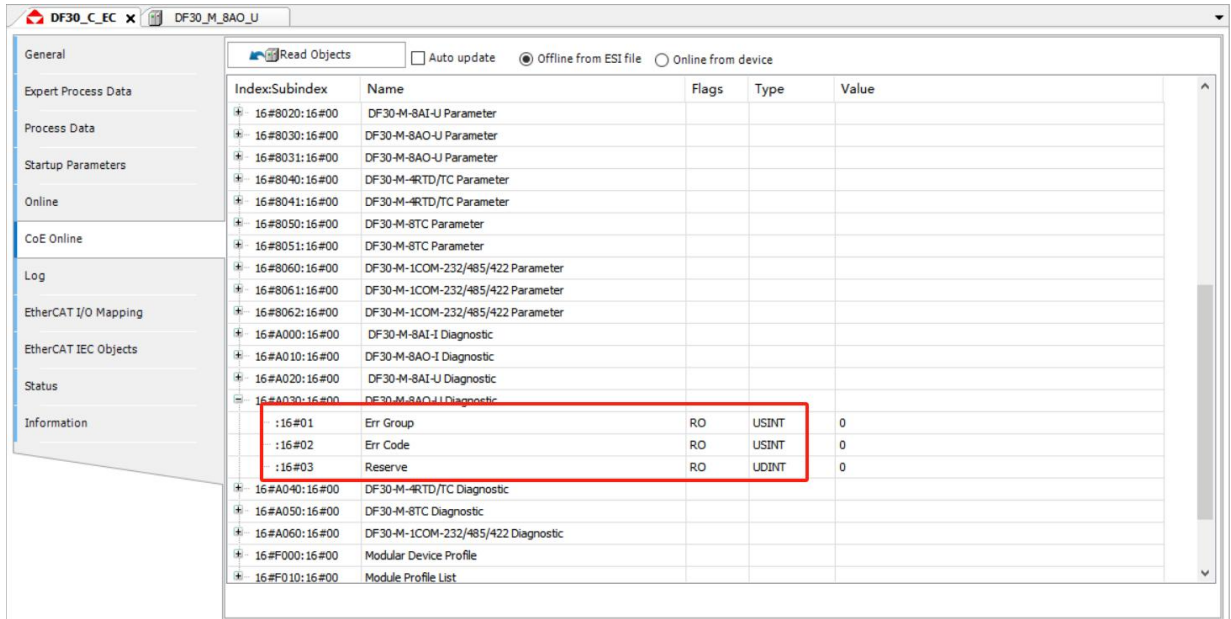 DF30_C_EC X DF30_M_8AO_U
General
Expert Process Data
Process Data
Startup Parameters
Online
CoE Online
Log
EtherCAT I/O Mapping
EtherCAT IEC Objects
Status
Information
Read Objects Auto update Offline from ESI file Online from device
Index:Subindex Name Flags Type Value
16#8020:16#00 DF30-M-8AI-U Parameter
16#8030:16#00 DF30-M-8AO-U Parameter
16#8031:16#00 DF30-M-8AO-U Parameter
16#8040:16#00 DF30-M-4RTD/TC Parameter
16#8041:16#00 DF30-M-4RTD/TC Parameter
16#8050:16#00 DF30-M-8TC Parameter
16#8051:16#00 DF30-M-8TC Parameter
16#8060:16#00 DF30-M-1COM-232/485/422 Parameter
16#8061:16#00 DF30-M-1COM-232/485/422 Parameter
16#8062:16#00 DF30-M-1COM-232/485/422 Parameter
16#A000:16#00 DF30-M-8AI-I Diagnostic
16#A010:16#00 DF30-M-8AO-I Diagnostic
16#A020:16#00 DF30-M-8AI-U Diagnostic
16#A030:16#00 DF30-M-8AO-U Diagnostic
:16#01 Err Group RO USINT 0
:16#02 Err Code RO USINT 0
:16#03 Reserve RO UDINT 0
16#A040:16#00 DF30-M-4RTD/TC Diagnostic
16#A050:16#00 DF30-M-8TC Diagnostic
16#A060:16#00 DF30-M-1COM-232/485/422 Diagnostic
16#F000:16#00 Modular Device Profile
16#F010:16#00 Module Profile List